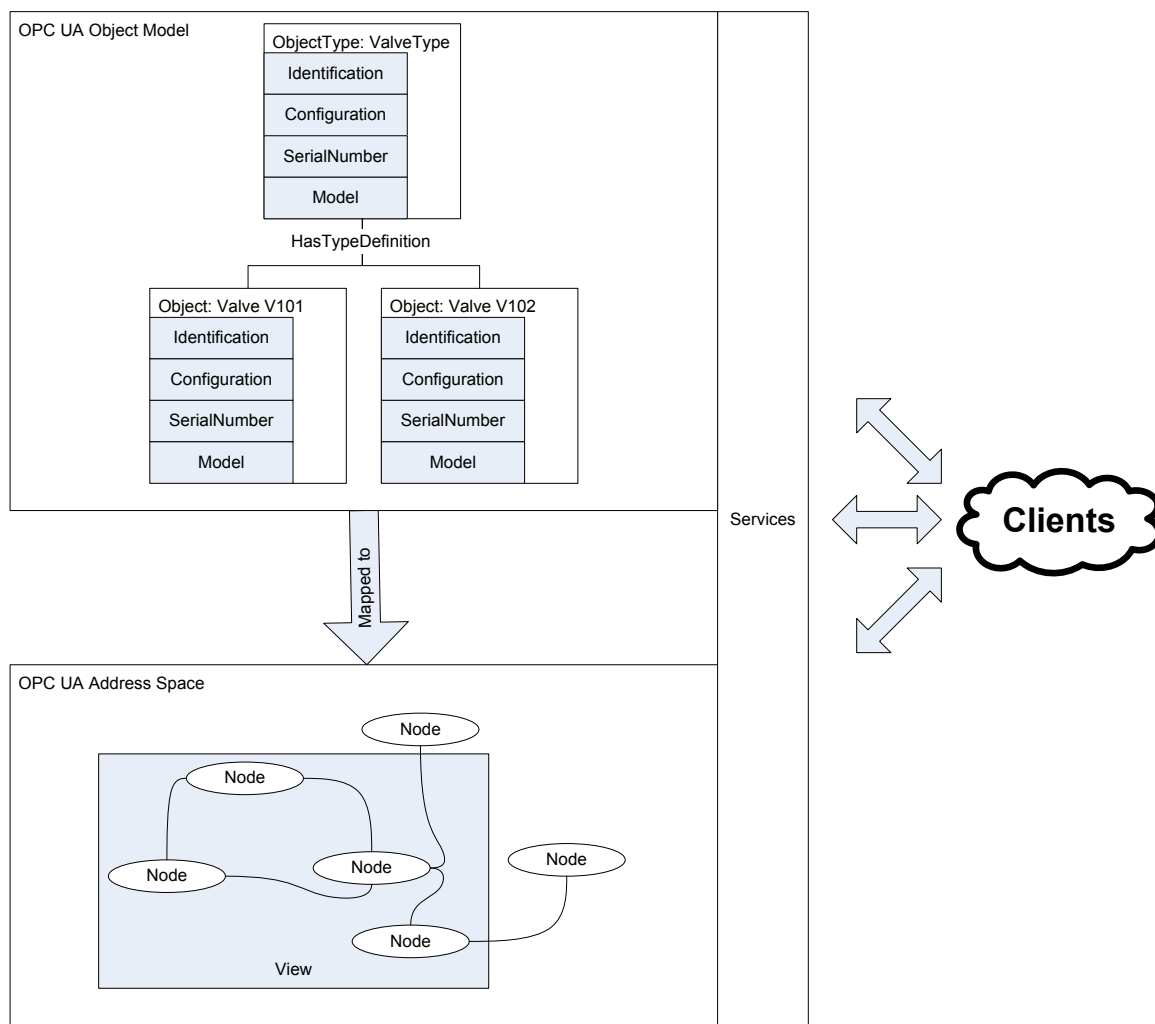 OPC UA Object Model
ObjectType: ValveType
Identification
Configuration
SerialNumber
Model
HasTypeDefinition
Object: Valve V101
Identification
Configuration
SerialNumber
Model
Object: Valve V102
Identification
Configuration
SerialNumber
Model
Mapped to
OPC UA Address Space
Node
Node
Node
Node
Node
Node
View
Services
Clients